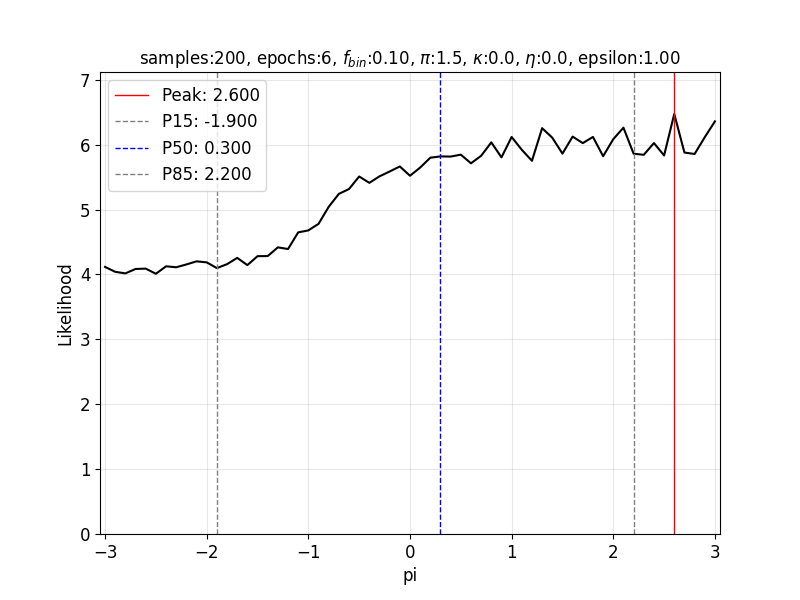 samples:200, epochs:6, f_bin:0.10, π:1.5, κ:0.0, η:0.0, epsilon:1.00
Peak: 2.600
P15: -1.900
P50: 0.300
P85: 2.200
Likelihood
7
6
5
4
3
2
1
0
−3 −2 −1 0 1 2 3
pi